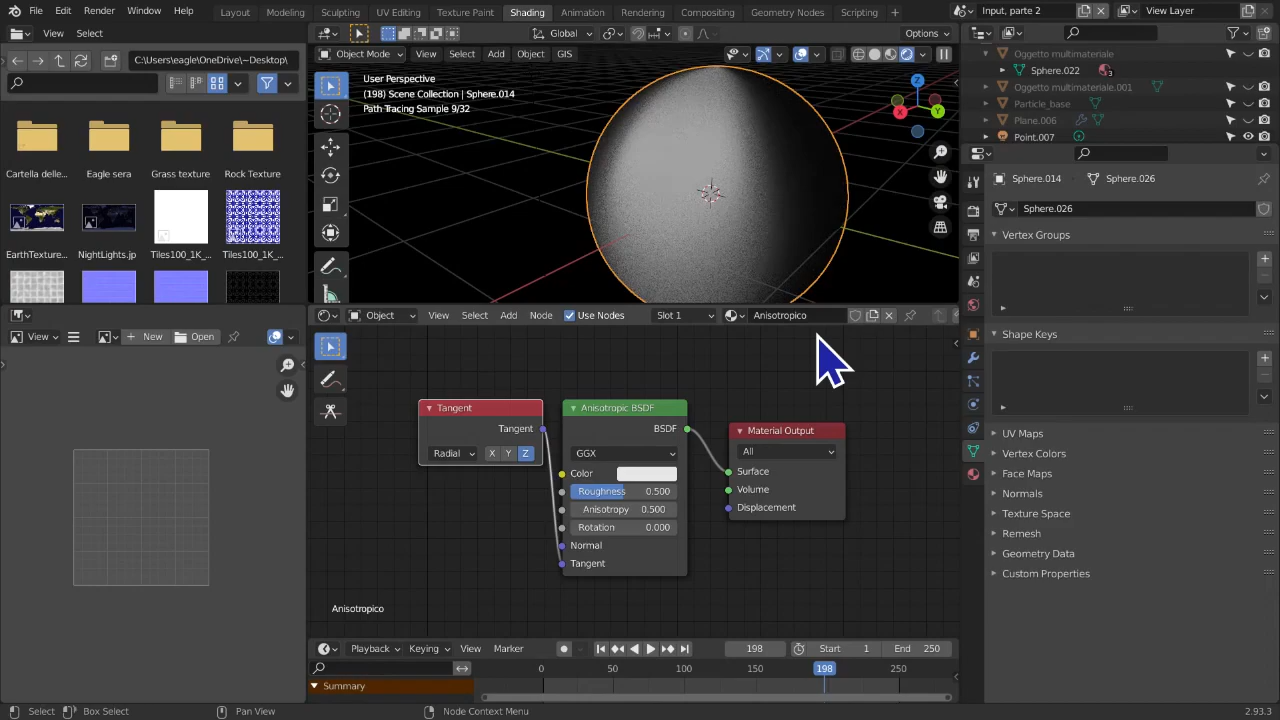 File Edit Render Window Help Layout Modeling Sculpting UV Editing Texture Paint Shading Animation Rendering Compositing Geometry Nodes Scripting + Input, parte 2 View Layer
View Select
C:\Users\eagle\OneDrive\~Desktop\
Cartella delle...
Eagle sera
Grass texture
Rock Texture
EarthTexture...
NightLights.jp
Tiles100_1K_...
Tiles100_1K_...
Global
Options
Object Mode View Select Add Object GIS
User Perspective
(198) Scene Collection | Sphere.014
Path Tracing Sample 9/32
Z
X
Y
Oggetto multimateriale
Sphere.022
3
Oggetto multimateriale.001
Particle_base
Plane.006
Point.007
Sphere.014 Sphere.026
Sphere.026
Vertex Groups
Shape Keys
UV Maps
Vertex Colors
Face Maps
Normals
Texture Space
Remesh
Geometry Data
Custom Properties
View New Open
Object View Select Add Node Use Nodes Slot 1 Anisotropico
Tangent
Tangent
Radial X Y Z
Anisotropic BSDF
BSDF
GGX
Color
Roughness 0.500
Anisotropy 0.500
Rotation 0.000
Normal
Tangent
Material Output
All
Surface
Volume
Displacement
Anisotropico
Playback Keying View Marker 198 Start 1 End 250
0 50 100 150 198 250
Summary
Select Box Select Pan View Node Context Menu 2.93.3